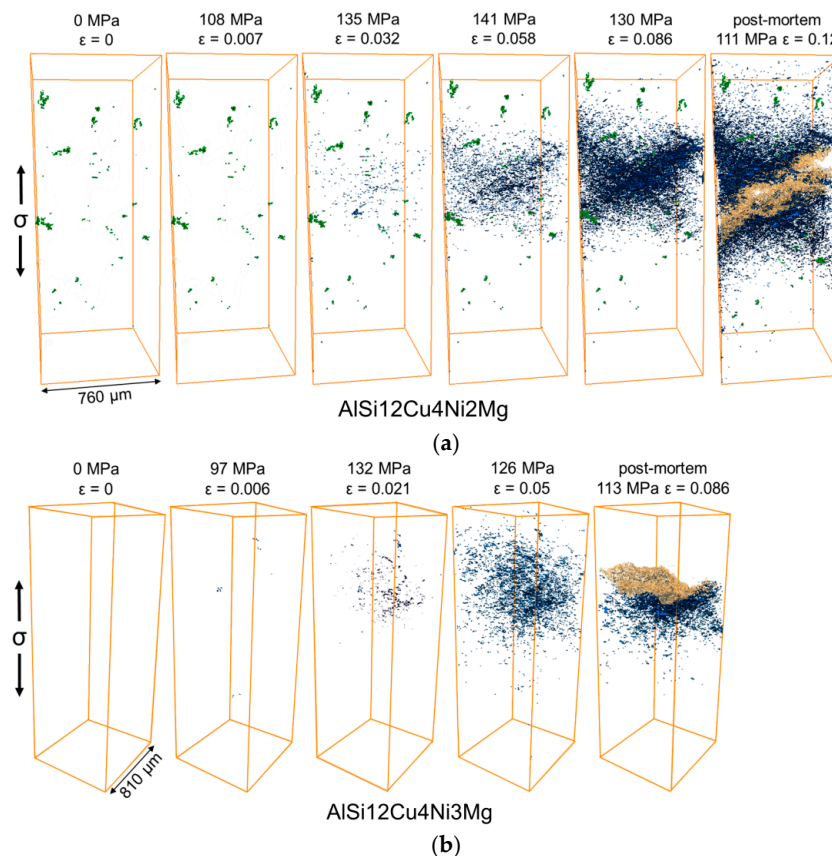 0 MPa
ε = 0
108 MPa
ε = 0.007
135 MPa
ε = 0.032
141 MPa
ε = 0.058
130 MPa
ε = 0.086
post-mortem
111 MPa ε = 0.12
σ
760 μm
AlSi12Cu4Ni2Mg
(a)
0 MPa
ε = 0
97 MPa
ε = 0.006
132 MPa
ε = 0.021
126 MPa
ε = 0.05
post-mortem
113 MPa ε = 0.086
σ
810 μm
AlSi12Cu4Ni3Mg
(b)